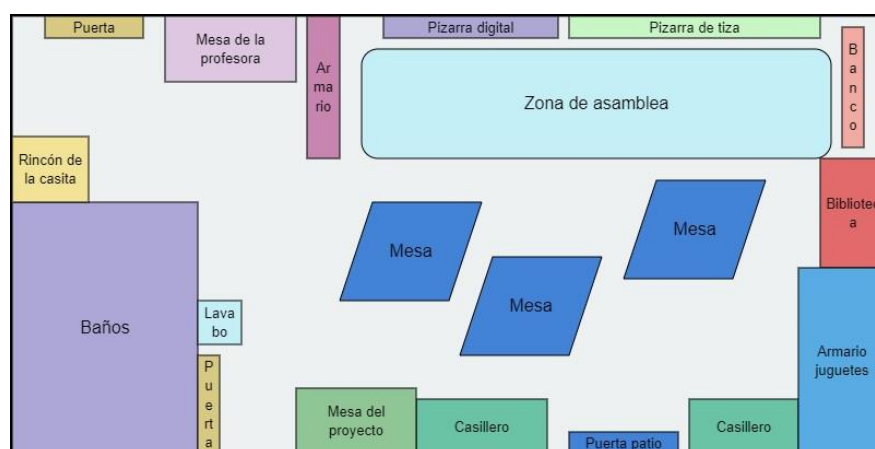 Puerta
Mesa de la
profesora
Ar
ma
rio
Pizarra digital
Pizarra de tiza
B
a
n
c
o
Zona de asamblea
Rincón de
la casita
Bibliotec
a
Mesa
Mesa
Mesa
Baños
Lava
bo
P
u
e
rt
a
Armario
juguetes
Mesa del
proyecto
Casillero
Puerta patio
Casillero